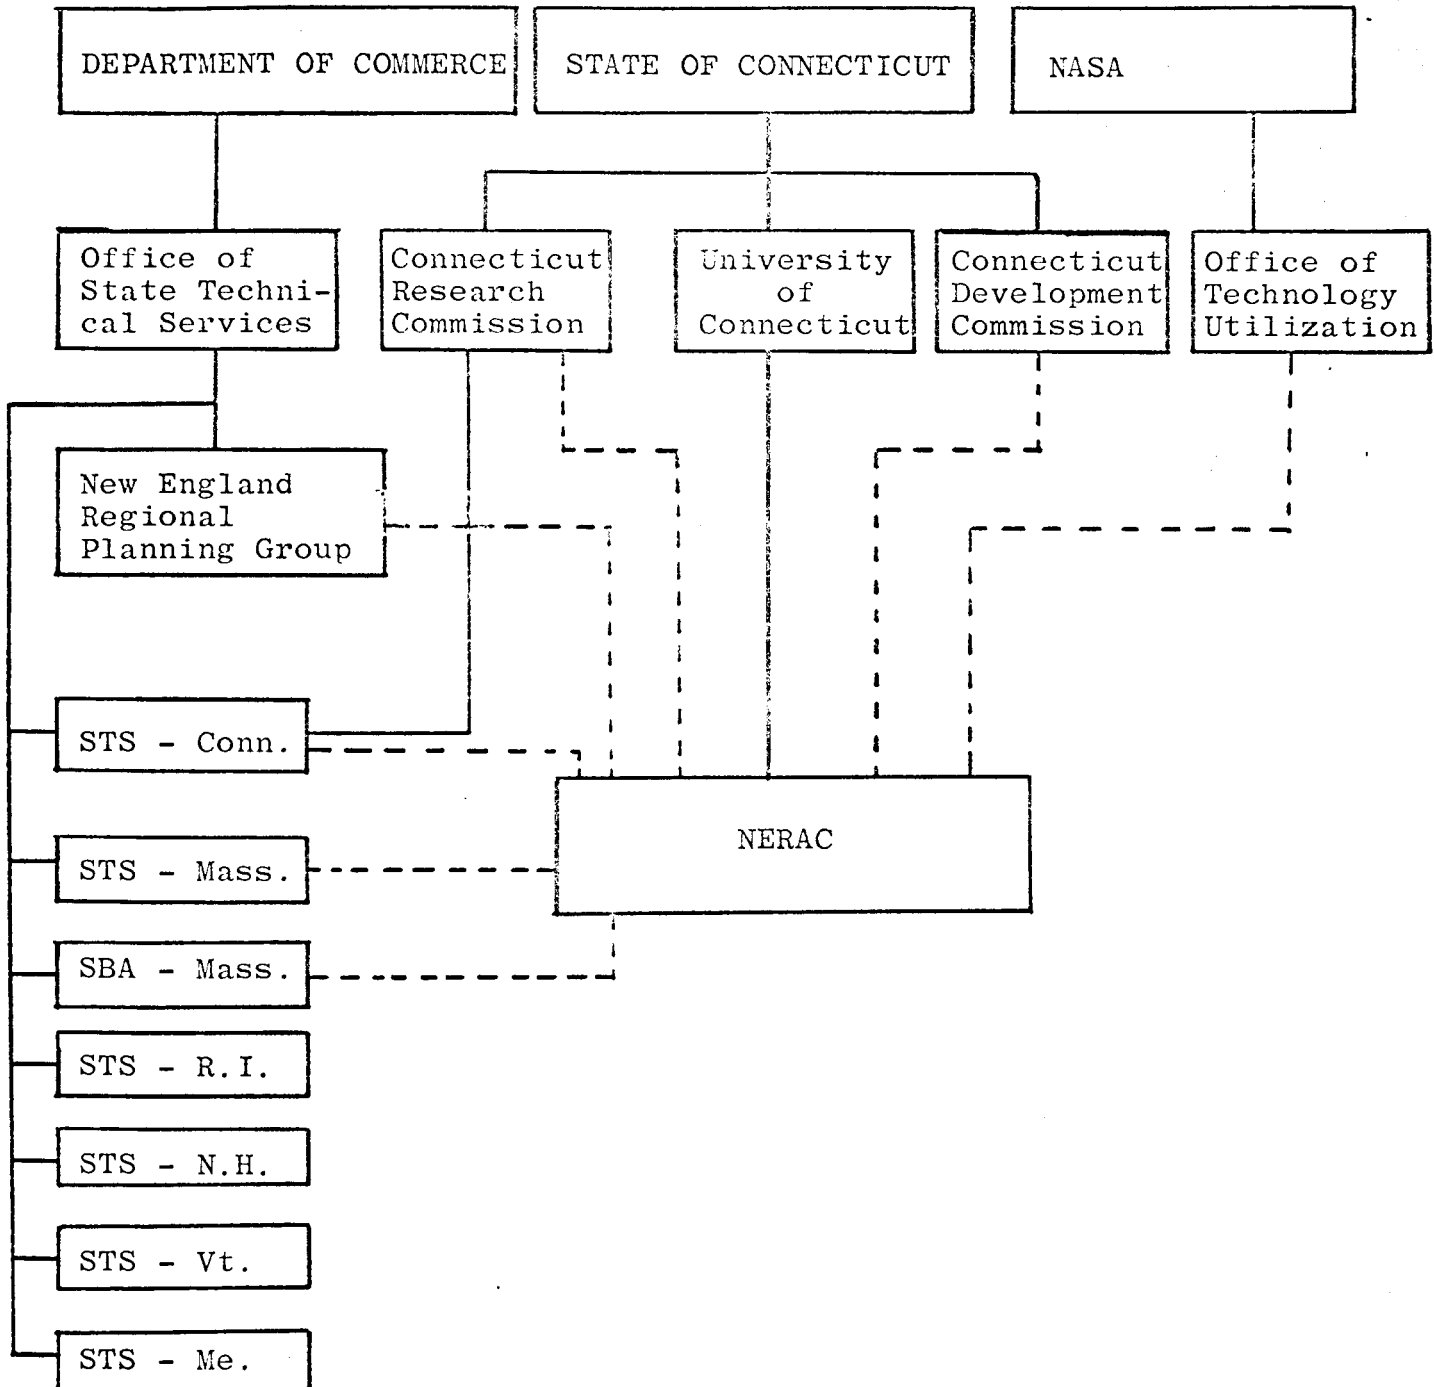 DEPARTMENT OF COMMERCE
STATE OF CONNECTICUT
NASA
Office of
State Techni-
cal Services
Connecticut
Research
Commission
University
of
Connecticut
Connecticut
Development
Commission
Office of
Technology
Utilization
New England
Regional
Planning Group
STS - Conn.
NERAC
STS - Mass.
SBA - Mass.
STS - R.I.
STS - N.H.
STS - Vt.
STS - Me.